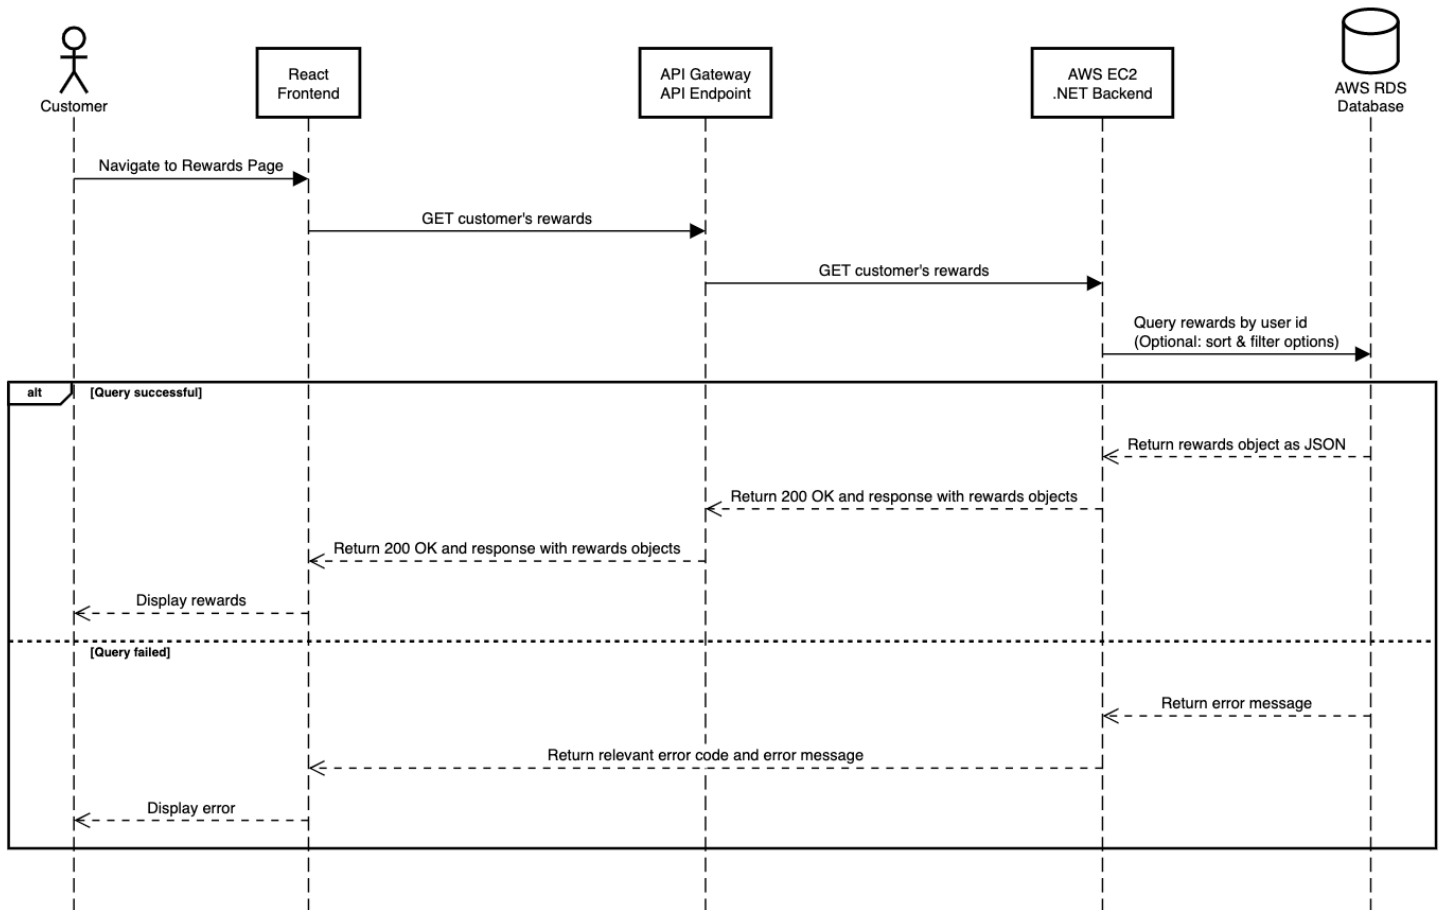 Customer
React
Frontend
API Gateway
API Endpoint
AWS EC2
.NET Backend
AWS RDS
Database
Navigate to Rewards Page
GET customer's rewards
GET customer's rewards
Query rewards by user id
(Optional: sort & filter options)
alt
[Query successful]
Return rewards object as JSON
Return 200 OK and response with rewards objects
Return 200 OK and response with rewards objects
Display rewards
[Query failed]
Return error message
Return relevant error code and error message
Display error